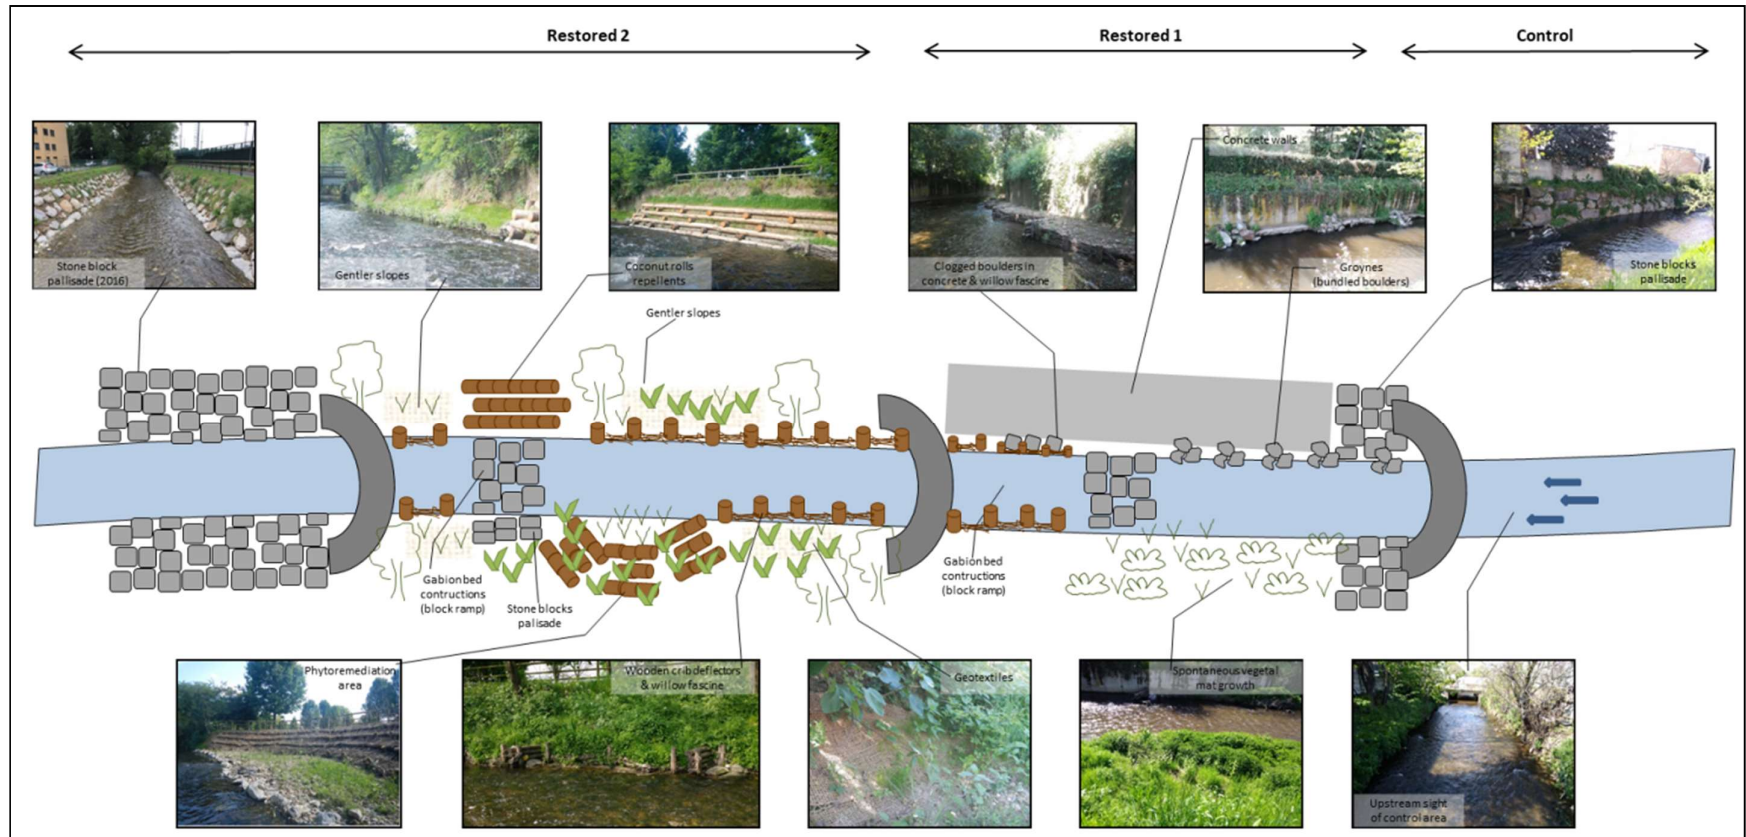 Restored 2
Restored 1
Control
Stone block
pallisade (2016)
Gentler slopes
Coconut rolls
repellents
Clogged boulders in
concrete & willow fascine
Concrete walls
Groynes
(bundled boulders)
Stone blocks
pallisade
Gentler slopes
Gabion bed
contructions
(block ramp)
Stone blocks
palisade
Gabion bed
contructions
(block ramp)
Phytoremediation
area
Wooden crib deflectors
& willow fascine
Geotextiles
Spontaneous vegetal
mat growth
Upstream sight
of control area